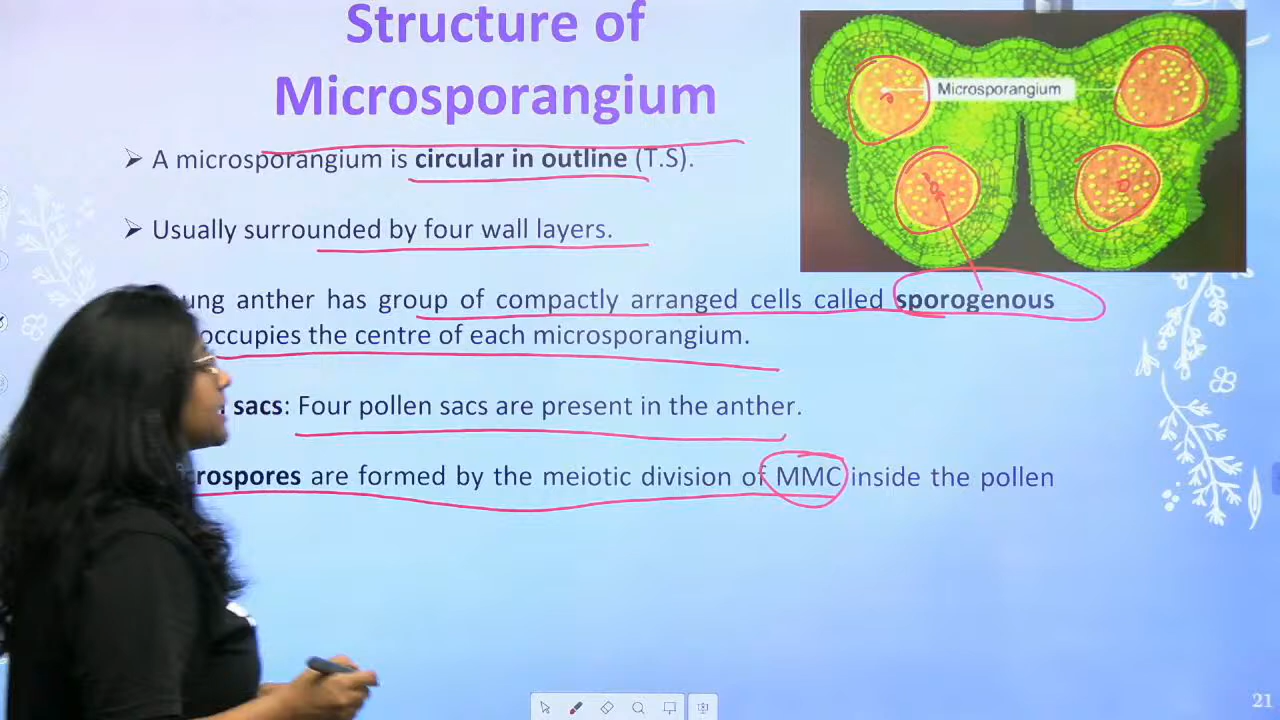 Structure of
Microsporangium
Microsporangium
➢ A microsporangium is circular in outline (T.S).
➢ Usually surrounded by four wall layers.
ung anther has group of compactly arranged cells called sporogenous
occupies the centre of each microsporangium.
sacs: Four pollen sacs are present in the anther.
rospores are formed by the meiotic division of MMC inside the pollen
21